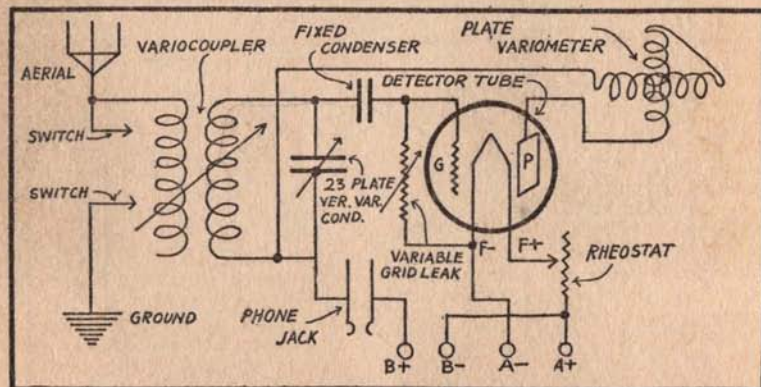 AERIAL
VARIOCOUPLER
FIXED
CONDENSER
PLATE
VARIOMETER
DETECTOR TUBE
SWITCH
SWITCH
G
P
23 PLATE
VER. VAR.
COND.
F-
F+
VARIABLE
GRID LEAK
RHEOSTAT
GROUND
PHONE
JACK
B+
B-
A-
A+